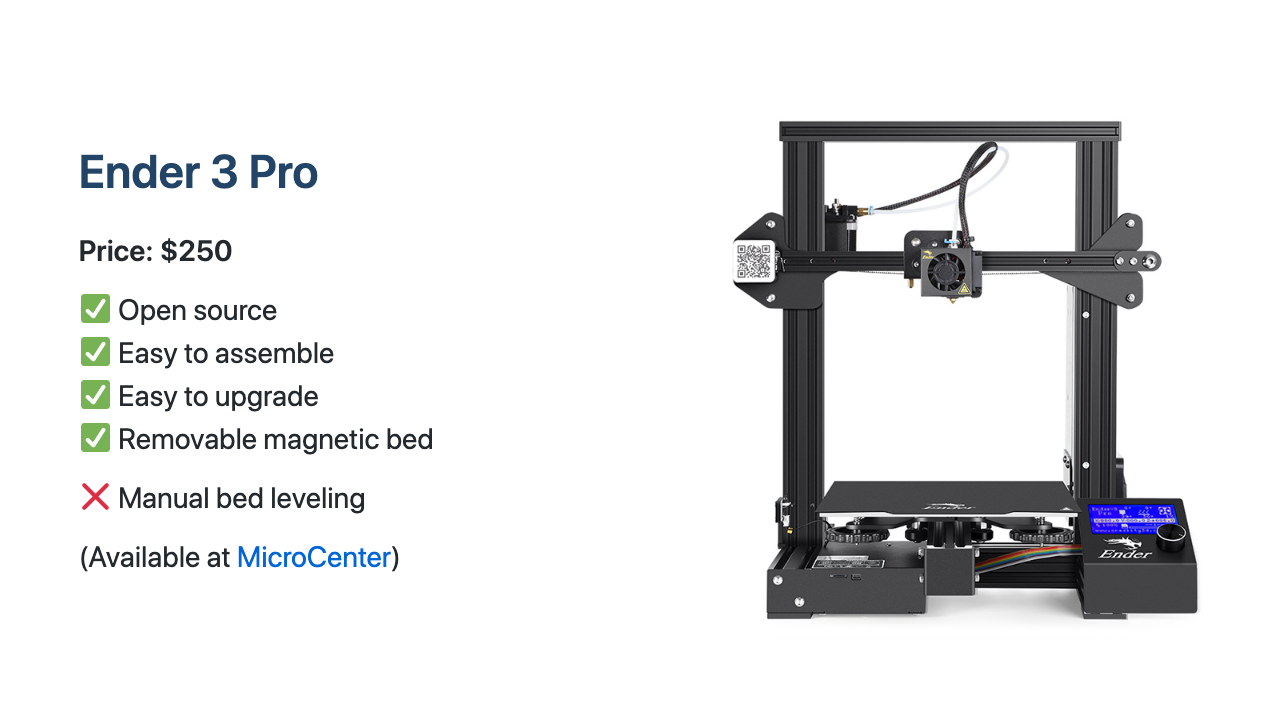 Ender 3 Pro
Price: $250
✅ Open source
✅ Easy to assemble
✅ Easy to upgrade
✅ Removable magnetic bed
❌ Manual bed leveling
(Available at MicroCenter)
Ender
Ender